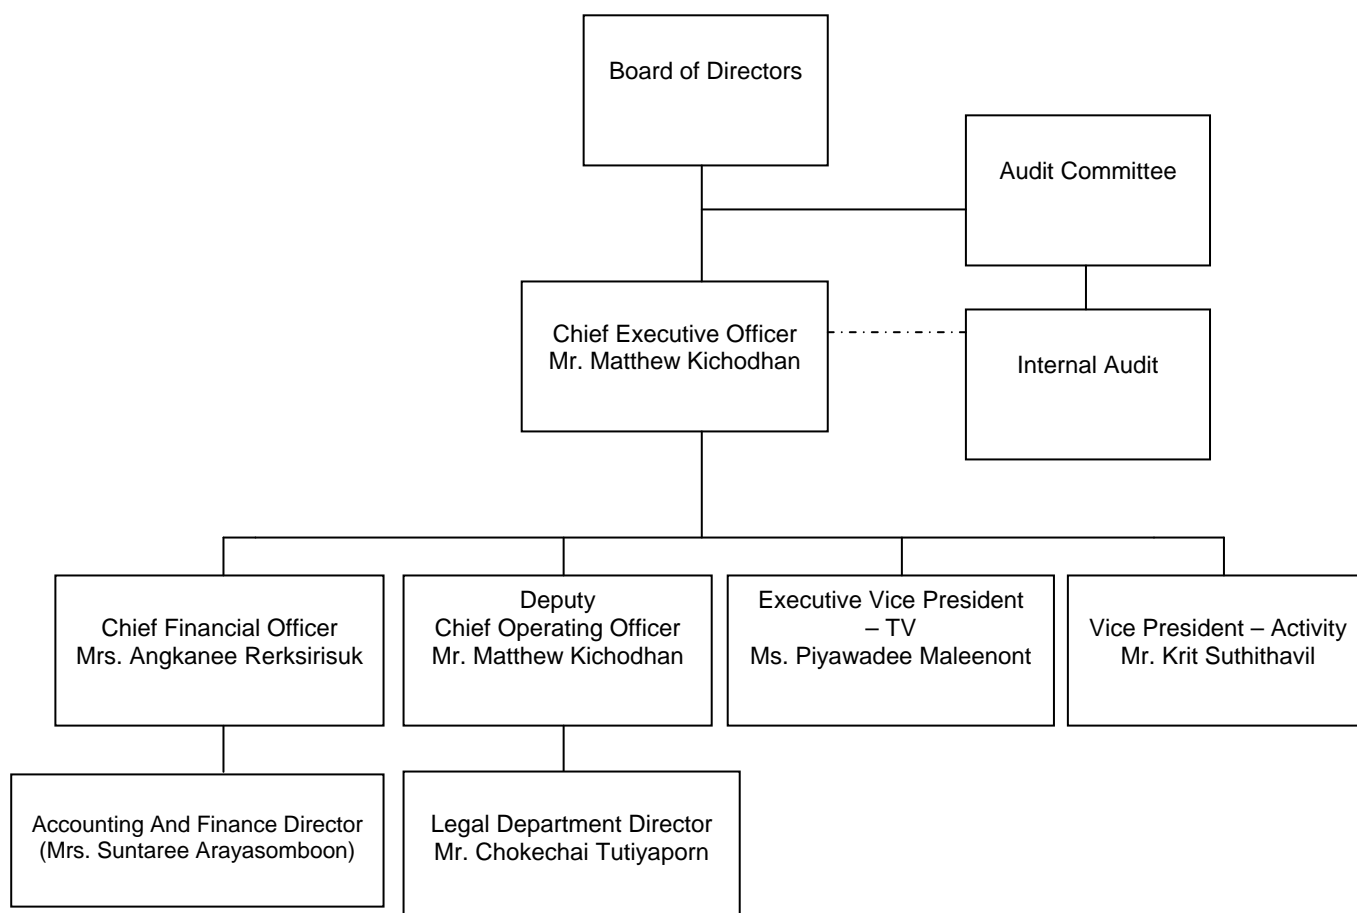 Board of Directors
Audit Committee
Chief Executive Officer
Mr. Matthew Kichodhan
Internal Audit
Chief Financial Officer
Mrs. Angkanee Rerksirisuk
Deputy
Chief Operating Officer
Mr. Matthew Kichodhan
Executive Vice President
– TV
Ms. Piyawadee Maleenont
Vice President – Activity
Mr. Krit Suthithavil
Accounting And Finance Director
(Mrs. Suntaree Arayasomboon)
Legal Department Director
Mr. Chokechai Tutiyaporn